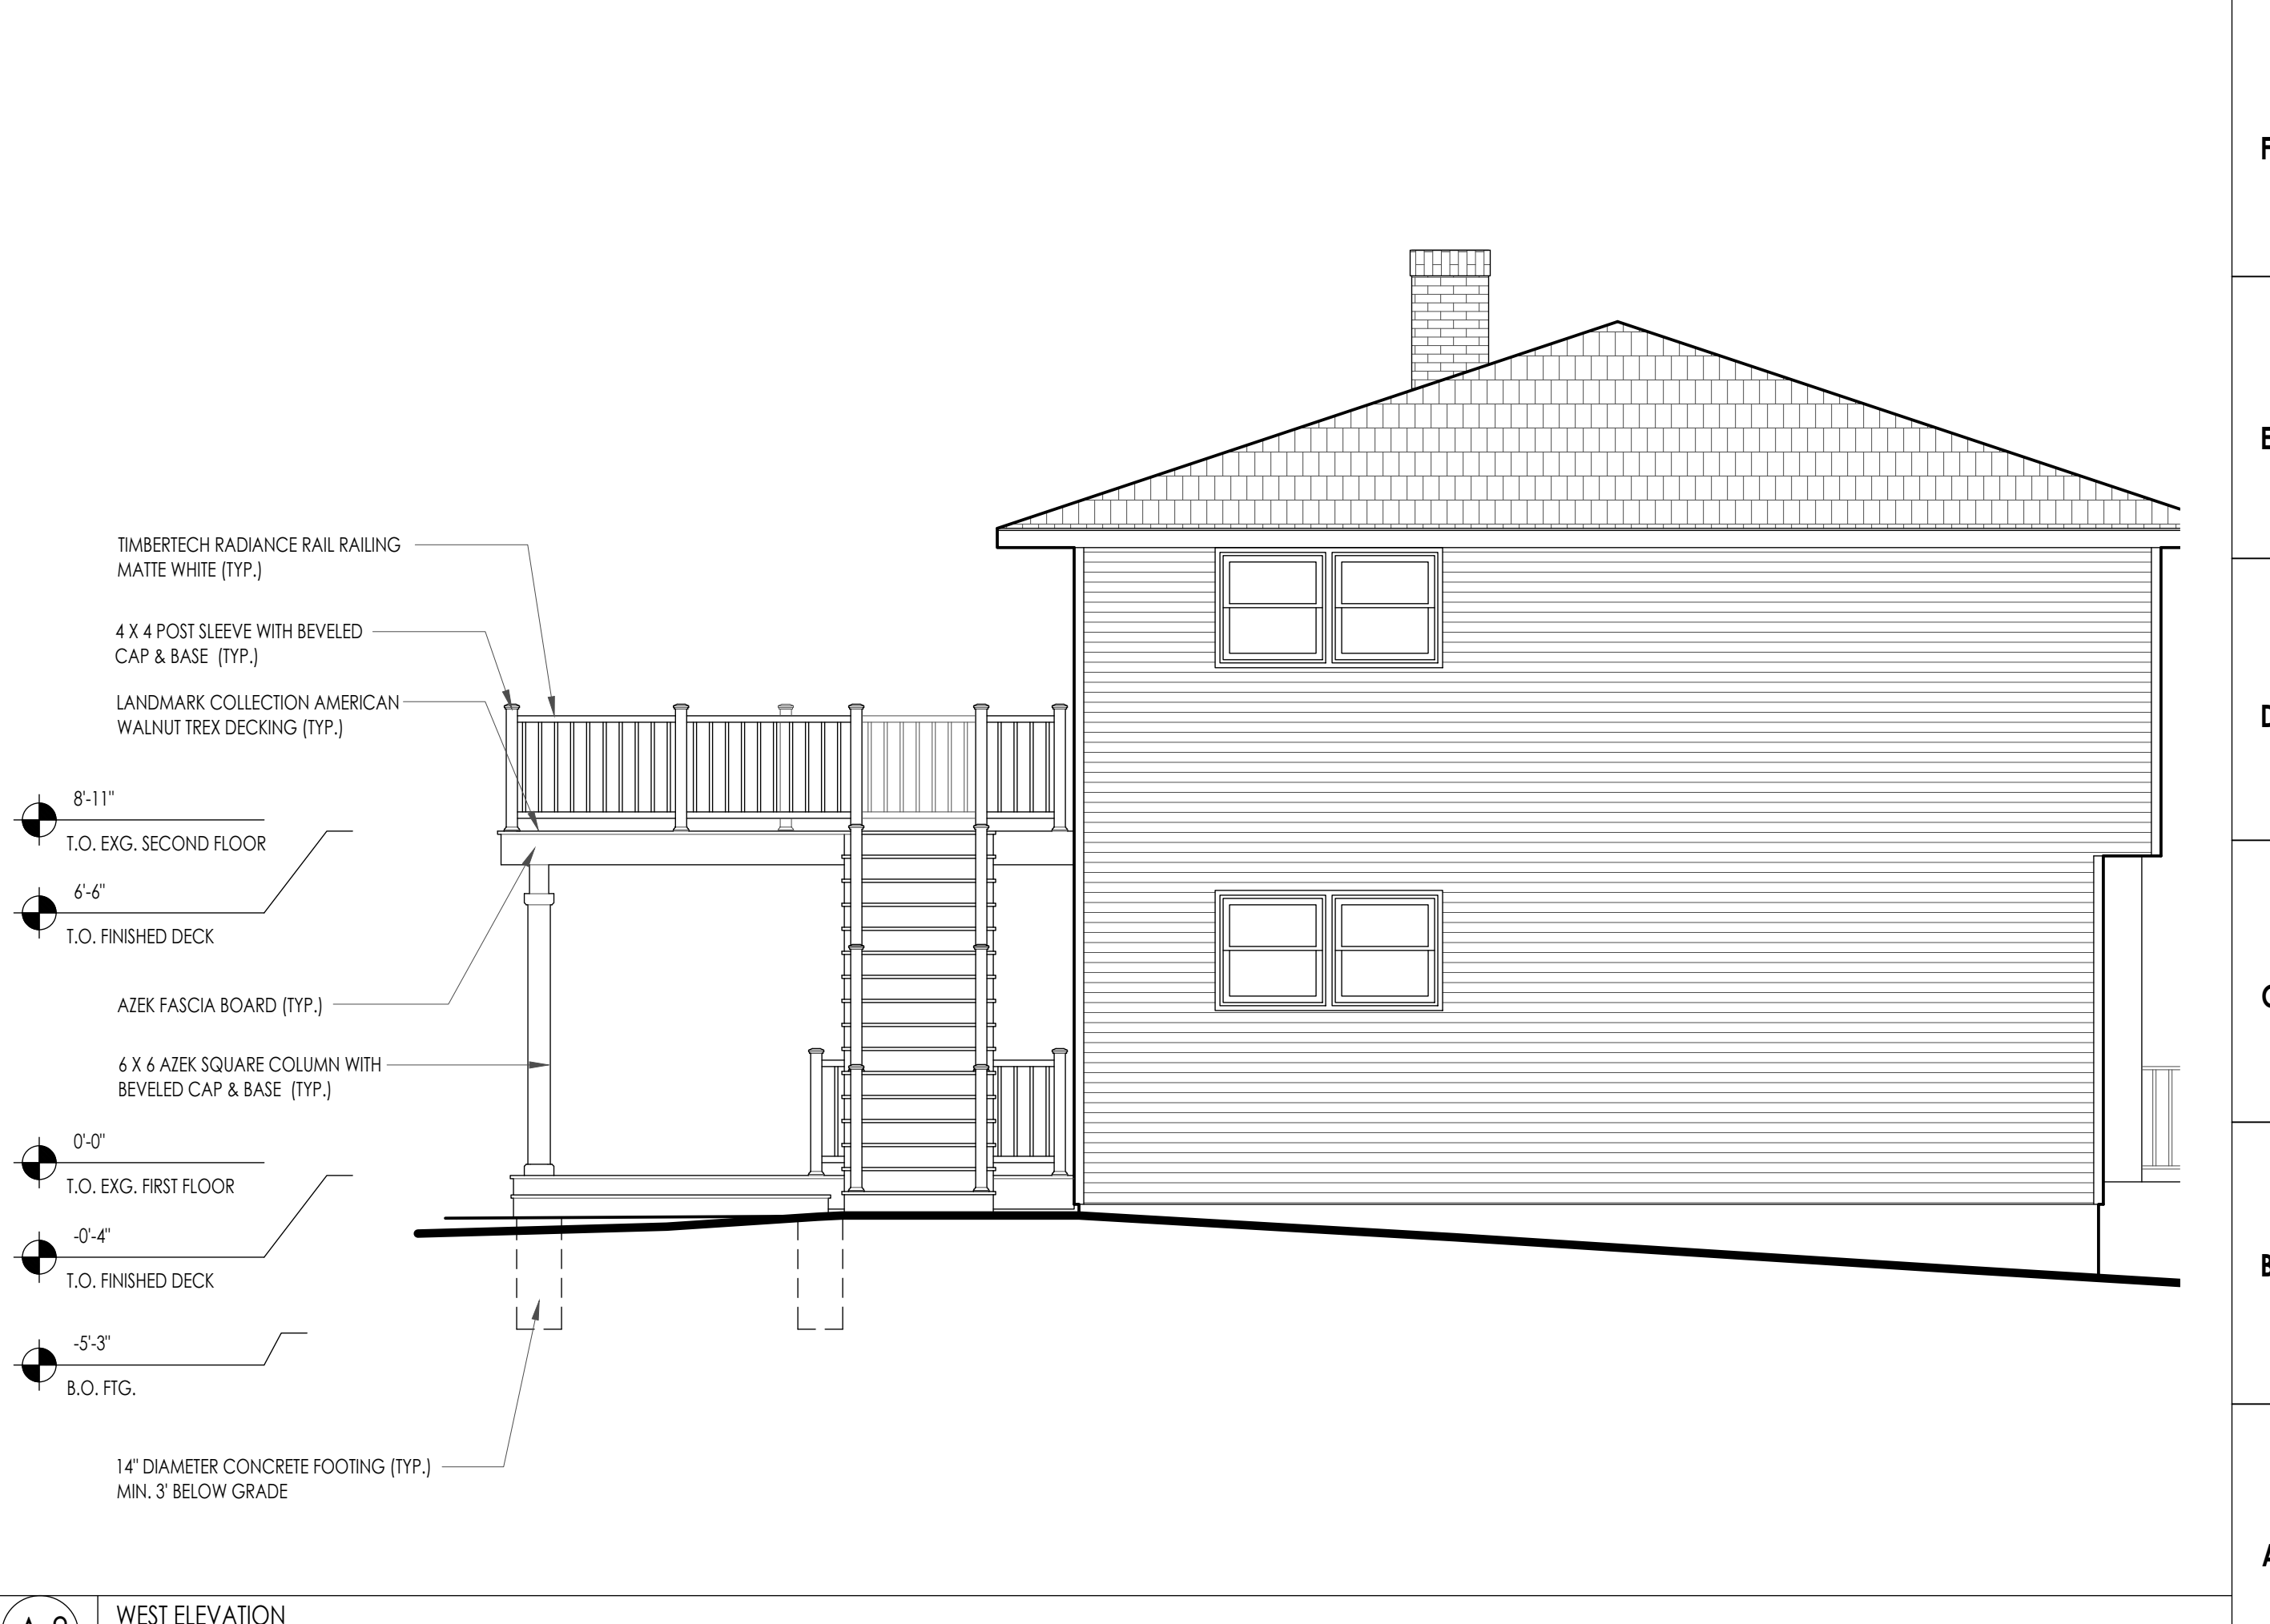 F
E
D
C
B
A
TIMBERTECH RADIANCE RAIL RAILING
MATTE WHITE (TYP.)
4 X 4 POST SLEEVE WITH BEVELED
CAP & BASE (TYP.)
LANDMARK COLLECTION AMERICAN
WALNUT TREX DECKING (TYP.)
8'-11"
T.O. EXG. SECOND FLOOR
6'-6"
T.O. FINISHED DECK
AZEK FASCIA BOARD (TYP.)
6 X 6 AZEK SQUARE COLUMN WITH
BEVELED CAP & BASE (TYP.)
0'-0"
T.O. EXG. FIRST FLOOR
-0'-4"
T.O. FINISHED DECK
-5'-3"
B.O. FTG.
14" DIAMETER CONCRETE FOOTING (TYP.)
MIN. 3' BELOW GRADE
WEST ELEVATION